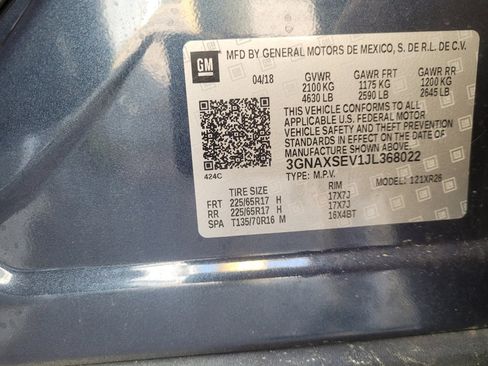 GM
MFD BY GENERAL MOTORS DE MEXICO, S. DE R.L. DE C.V.
04/18 GVWR GAWR FRT GAWR RR
2100 KG 1175 KG 1200 KG
4630 LB 2590 LB 2645 LB
THIS VEHICLE CONFORMS TO ALL
APPLICABLE U.S. FEDERAL MOTOR
VEHICLE SAFETY STANDARDS IN
EFFECT ON THE DATE OF
MANUFACTURE SHOWN ABOVE.
3GNAXSEV1JL368022
424C TYPE: M.P.V. MODEL: 121XR26
TIRE SIZE RIM
FRT 225/65R17 H 17X7J
RR 225/65R17 H 17X7J
SPA T135/70R16 M 16X4BT